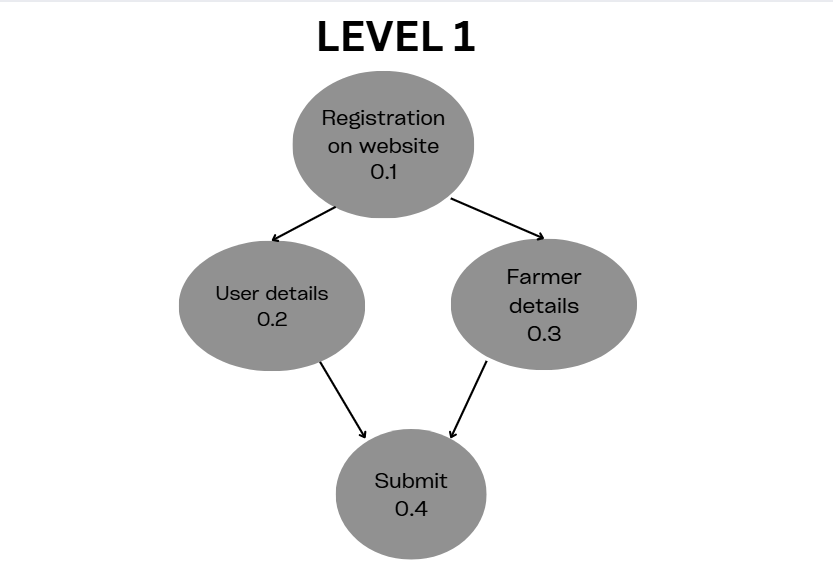 LEVEL 1
Registration
on website
0.1
User details
0.2
Farmer
details
0.3
Submit
0.4